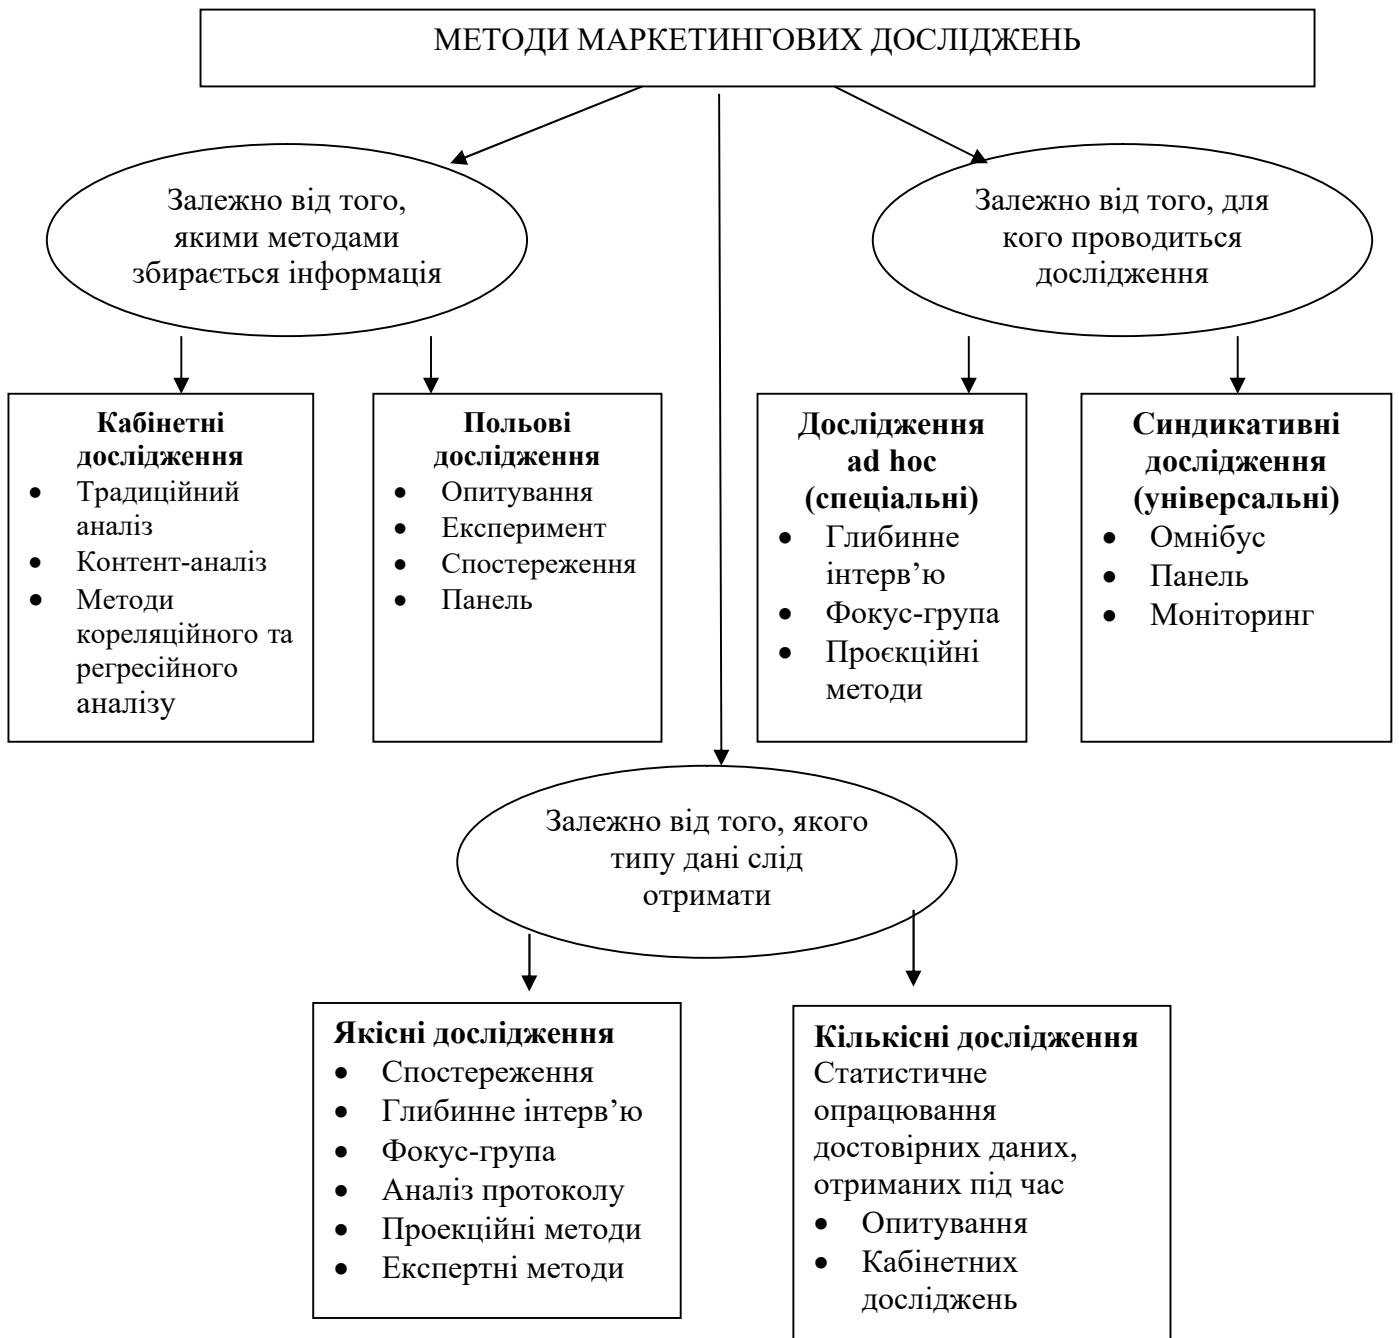 МЕТОДИ МАРКЕТИНГОВИХ ДОСЛІДЖЕНЬ
Залежно від того,
якими методами
збирається інформація
Залежно від того, для
кого проводиться
дослідження
Кабінетні
дослідження
• Традиційний
аналіз
• Контент-аналіз
• Методи
кореляційного та
регресійного
аналізу
Польові
дослідження
• Опитування
• Експеримент
• Спостереження
• Панель
Дослідження
ad hoc
(спеціальні)
• Глибинне
інтерв’ю
• Фокус-група
• Проєкційні
методи
Синдикативні
дослідження
(універсальні)
• Омнібус
• Панель
• Моніторинг
Залежно від того, якого
типу дані слід
отримати
Якісні дослідження
• Спостереження
• Глибинне інтерв’ю
• Фокус-група
• Аналіз протоколу
• Проекційні методи
• Експертні методи
Кількісні дослідження
Статистичне
опрацювання
достовірних даних,
отриманих під час
• Опитування
• Кабінетних
досліджень